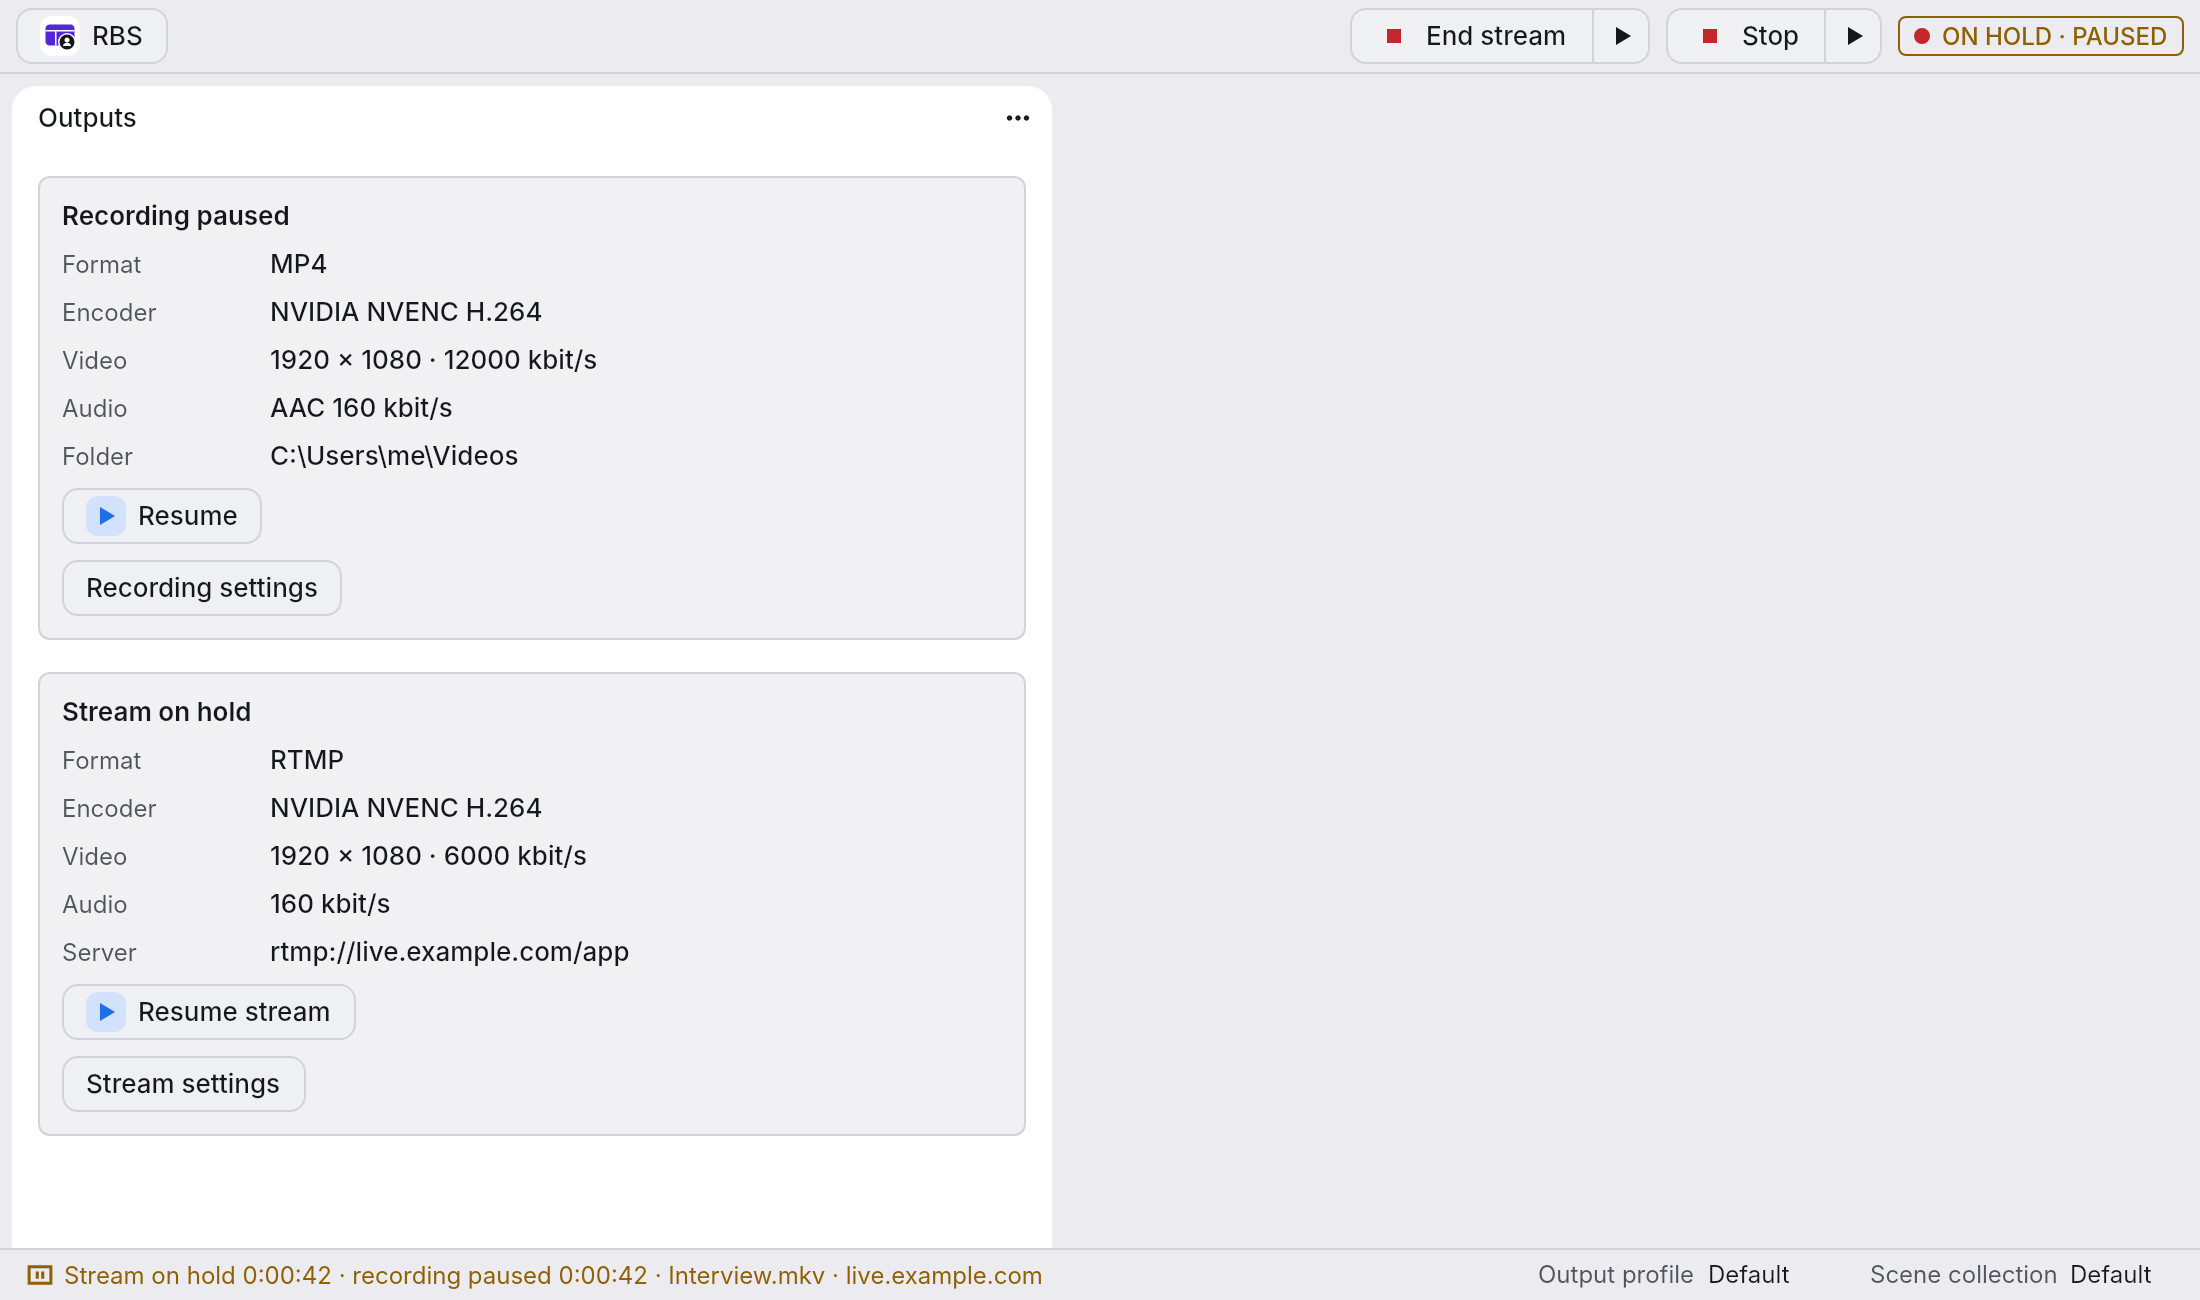 RBS
End stream
Stop
ON HOLD · PAUSED
Outputs
Recording paused
Format MP4
Encoder NVIDIA NVENC H.264
Video 1920 × 1080 · 12000 kbit/s
Audio AAC 160 kbit/s
Folder C:\Users\me\Videos
Resume
Recording settings
Stream on hold
Format RTMP
Encoder NVIDIA NVENC H.264
Video 1920 × 1080 · 6000 kbit/s
Audio 160 kbit/s
Server rtmp://live.example.com/app
Resume stream
Stream settings
Stream on hold 0:00:42 · recording paused 0:00:42 · Interview.mkv · live.example.com
Output profile Default
Scene collection Default